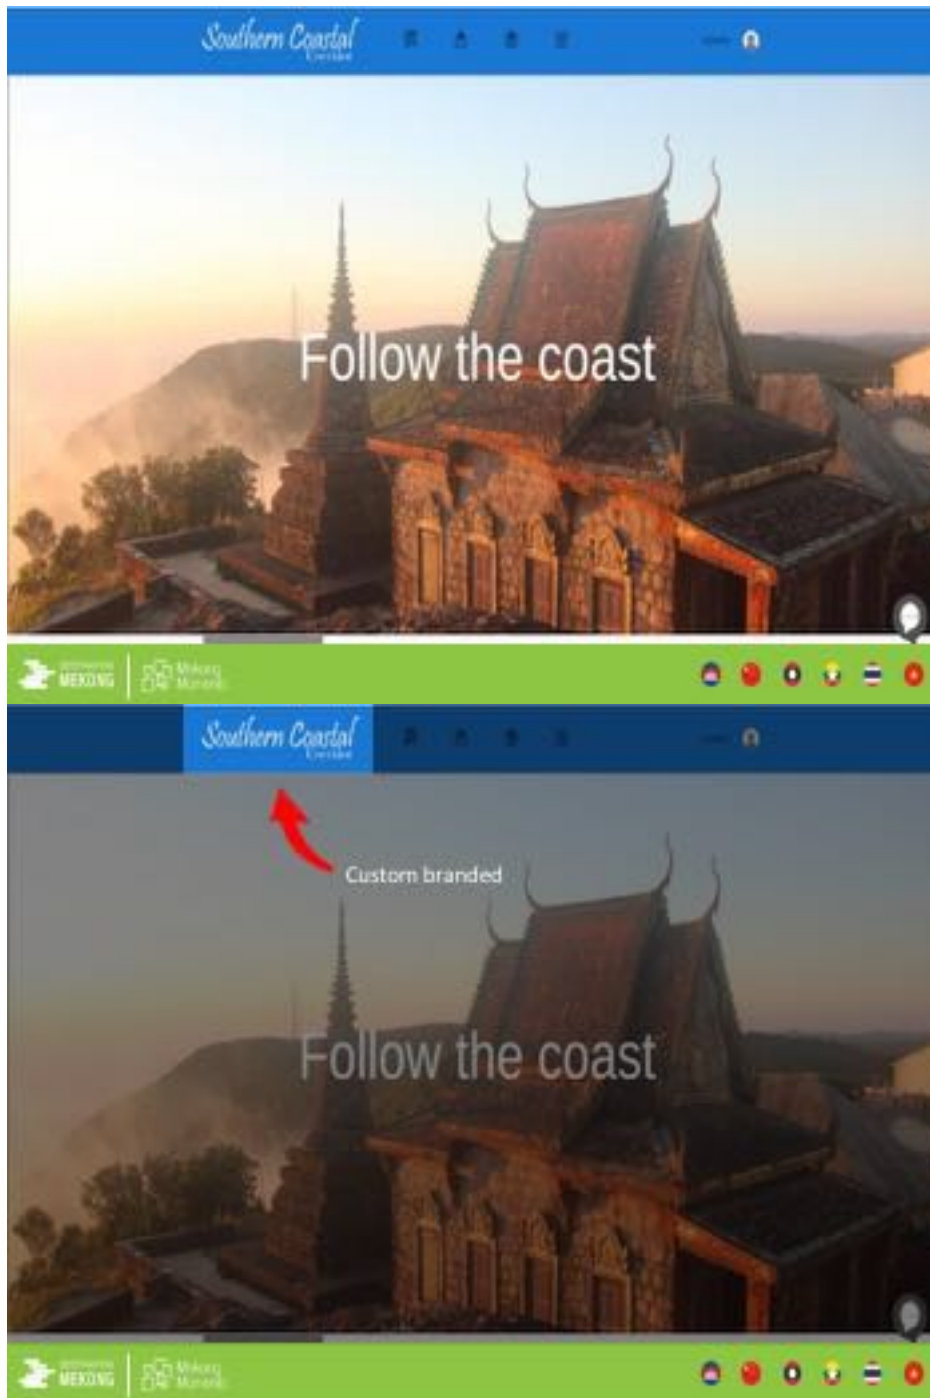 Southern Coastal
Follow the coast
MEKONG
Mekong
Southern Coastal
Custom branded
Follow the coast
MEKONG
Mekong